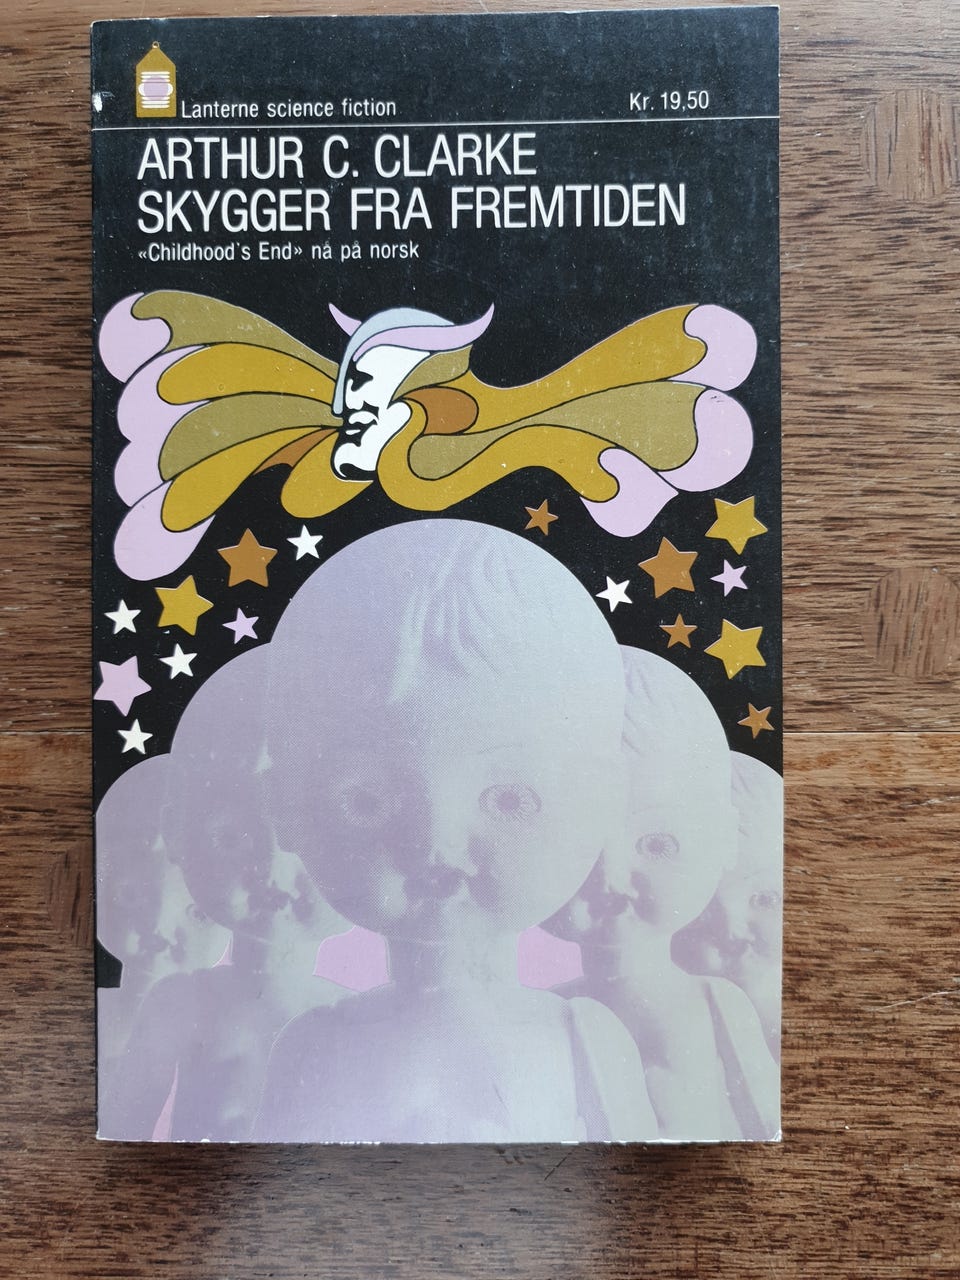 Lanterne science fiction
Kr. 19,50
ARTHUR C. CLARKE
SKYGGER FRA FREMTIDEN
«Childhood's End» nå på norsk